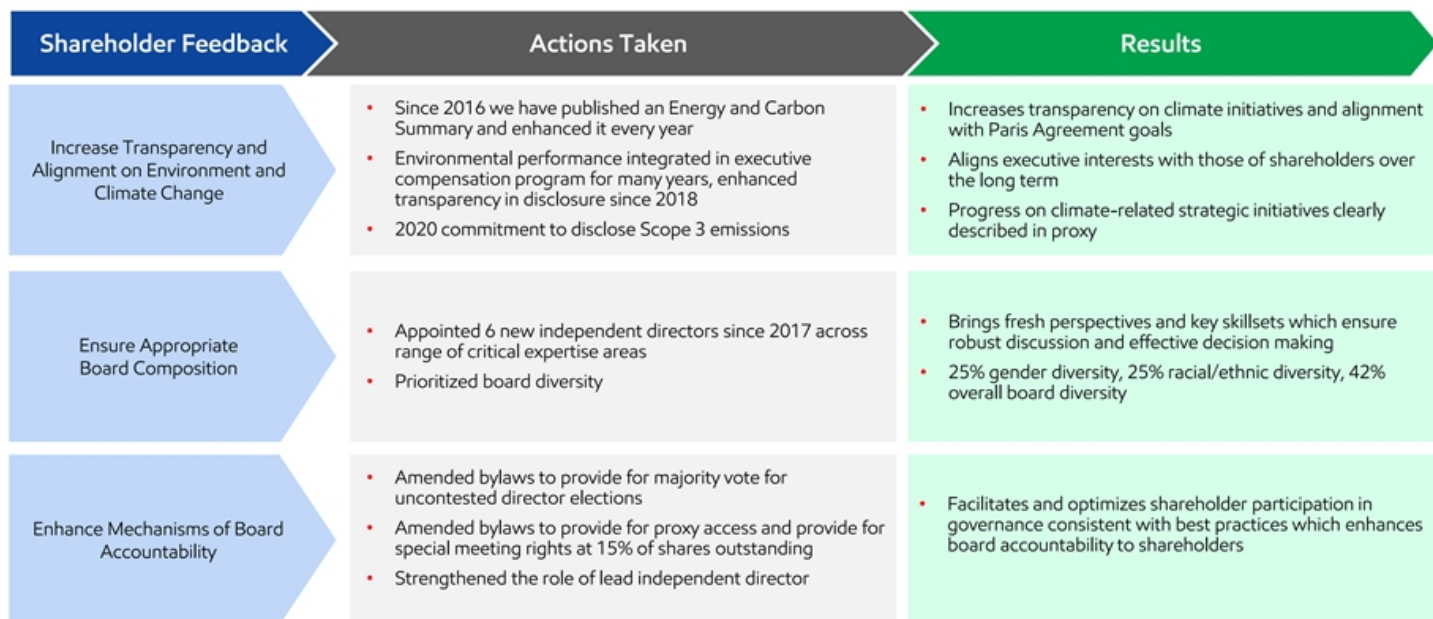 Shareholder Feedback
Actions Taken
Results
Increase Transparency and
Alignment on Environment and
Climate Change
• Since 2016 we have published an Energy and Carbon
Summary and enhanced it every year
• Environmental performance integrated in executive
compensation program for many years, enhanced
transparency in disclosure since 2018
• 2020 commitment to disclose Scope 3 emissions
• Increases transparency on climate initiatives and alignment
with Paris Agreement goals
• Aligns executive interests with those of shareholders over
the long term
• Progress on climate-related strategic initiatives clearly
described in proxy
Ensure Appropriate
Board Composition
• Appointed 6 new independent directors since 2017 across
range of critical expertise areas
• Prioritized board diversity
• Brings fresh perspectives and key skillsets which ensure
robust discussion and effective decision making
• 25% gender diversity, 25% racial/ethnic diversity, 42%
overall board diversity
Enhance Mechanisms of Board
Accountability
• Amended bylaws to provide for majority vote for
uncontested director elections
• Amended bylaws to provide for proxy access and provide for
special meeting rights at 15% of shares outstanding
• Strengthened the role of lead independent director
• Facilitates and optimizes shareholder participation in
governance consistent with best practices which enhances
board accountability to shareholders